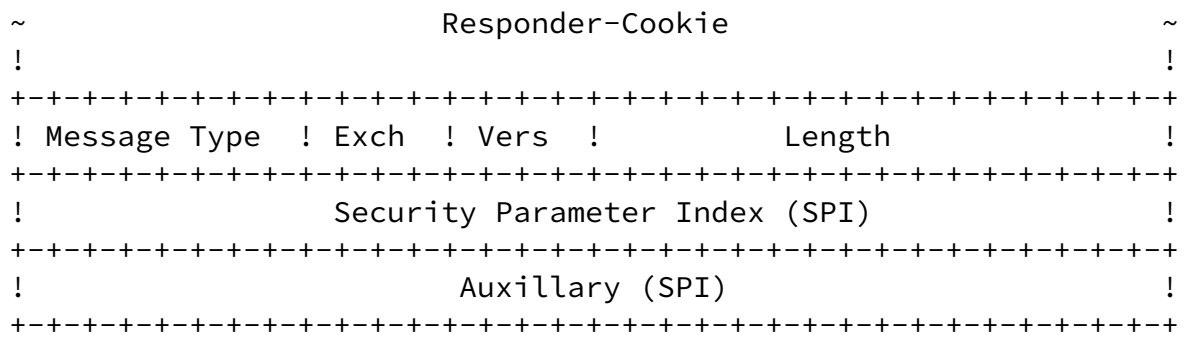 ~                       Responder-Cookie                        ~
!                                                               !
+-+-+-+-+-+-+-+-+-+-+-+-+-+-+-+-+-+-+-+-+-+-+-+-+-+-+-+-+-+-+-+-+
! Message Type  ! Exch  ! Vers  !          Length               !
+-+-+-+-+-+-+-+-+-+-+-+-+-+-+-+-+-+-+-+-+-+-+-+-+-+-+-+-+-+-+-+-+
!                 Security Parameter Index (SPI)                !
+-+-+-+-+-+-+-+-+-+-+-+-+-+-+-+-+-+-+-+-+-+-+-+-+-+-+-+-+-+-+-+-+
!                        Auxillary (SPI)                        !
+-+-+-+-+-+-+-+-+-+-+-+-+-+-+-+-+-+-+-+-+-+-+-+-+-+-+-+-+-+-+-+-+